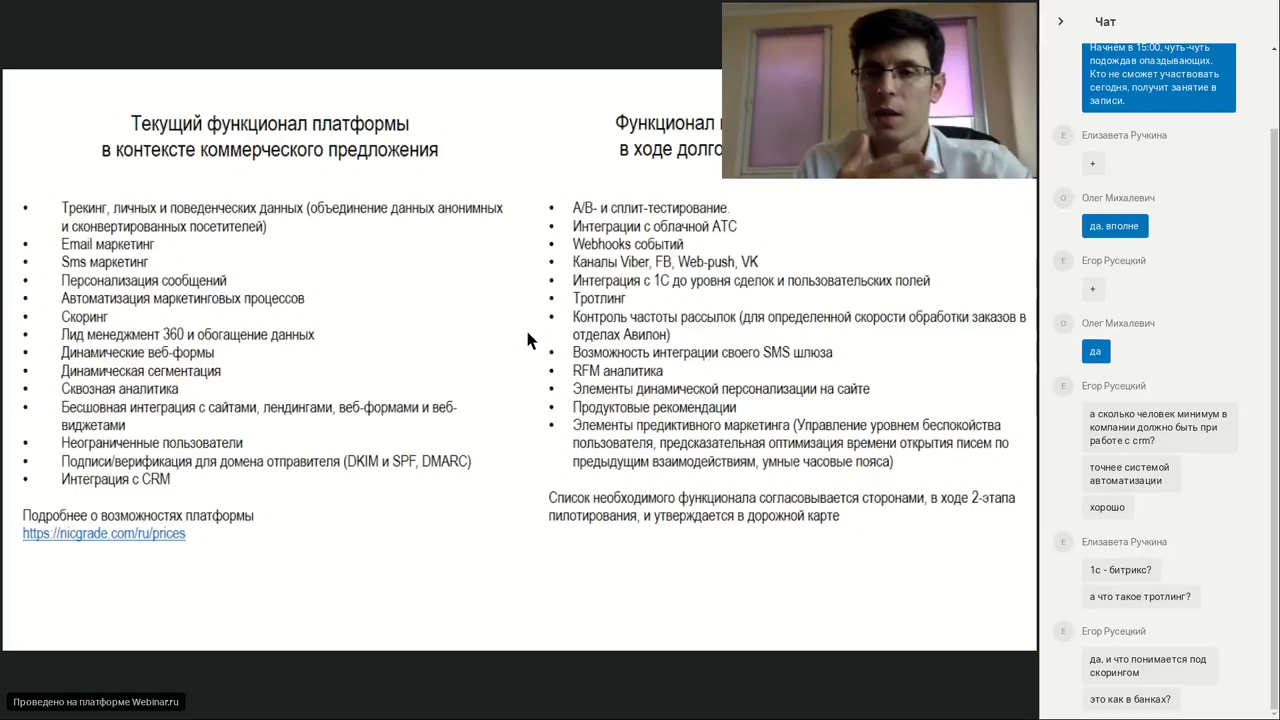 Текущий функционал платформы
в контексте коммерческого предложения
• Трекинг, личных и поведенческих данных (объединение данных анонимных
и сконвертированных посетителей)
• Email маркетинг
• Sms маркетинг
• Персонализация сообщений
• Автоматизация маркетинговых процессов
• Скоринг
• Лид менеджмент 360 и обогащение данных
• Динамические веб-формы
• Динамическая сегментация
• Сквозная аналитика
• Бесшовная интеграция с сайтами, лендингами, веб-формами и веб-
виджетами
• Неограниченные пользователи
• Подписи/верификация для домена отправителя (DKIM и SPF, DMARC)
• Интеграция с CRM
Подробнее о возможностях платформы
https://nicgrade.com/ru/prices
Функционал
в ходе
• A/B- и сплит-тестирование.
• Интеграции с облачной АТС
• Webhooks событий
• Каналы Viber, FB, Web-push, VK
• Интеграция с 1С до уровня сделок и пользовательских полей
• Тротлинг
• Контроль частоты рассылок (для определенной скорости обработки заказов в
отделах Авилон)
• Возможность интеграции своего SMS шлюза
• RFM аналитика
• Элементы динамической персонализации на сайте
• Продуктовые рекомендации
• Элементы предиктивного маркетинга (Управление уровнем беспокойства
пользователя, предсказательная оптимизация времени открытия писем по
предыдущим взаимодействиям, умные часовые пояса)
Список необходимого функционала согласовывается сторонами, в ходе 2-этапа
пилотирования, и утверждается в дорожной карте
Проведено на платформе Webinar.ru
Чат
Начнём в 15:00, чуть-чуть
подождав опаздывающих.
Кто не сможет участвовать
сегодня, получит занятие в
записи.
Е
Елизавета Ручкина
+
О
Олег Михалевич
да, вполне
Е
Егор Русецкий
+
О
Олег Михалевич
да
Е
Егор Русецкий
а сколько человек минимум в
компании должно быть при
работе с crm?
точнее системой
автоматизации
хорошо
Е
Елизавета Ручкина
1с - битрикс?
а что такое тротлинг?
Е
Егор Русецкий
да, и что понимается под
скорингом
это как в банках?